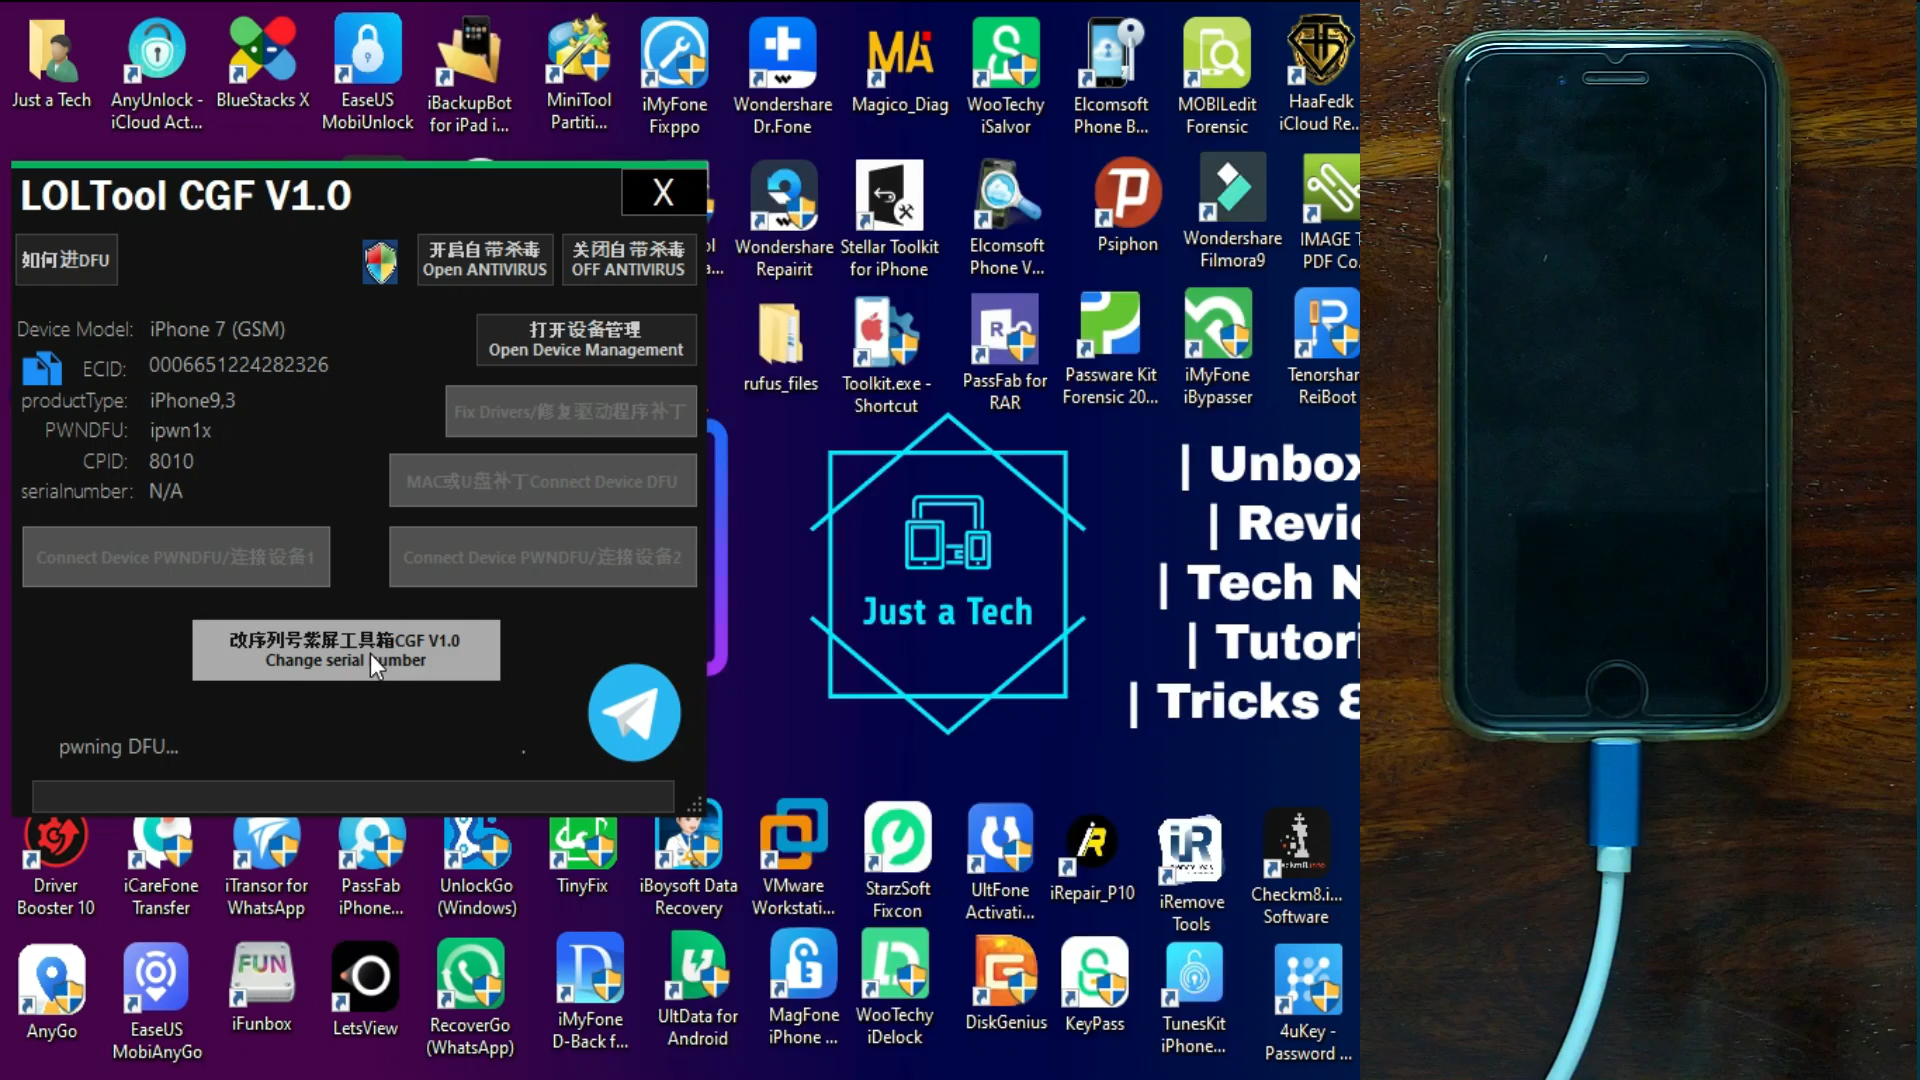 Just a Tech
AnyUnlock -
iCloud Act...
BlueStacks X
EaseUS
MobiUnlock
iBackupBot
for iPad i...
MiniTool
Partiti...
iMyFone
Fixppo
Wondershare
Dr.Fone
Magico_Diag
WooTechy
iSalvor
Elcomsoft
Phone B...
MOBILedit
Forensic
HaaFedk
iCloud Re...
LOLTool CGF V1.0
X
如何进DFU
开启自带杀毒
Open ANTIVIRUS
关闭自带杀毒
OFF ANTIVIRUS
Device Model: iPhone 7 (GSM)
ECID: 0006651224282326
productType: iPhone9,3
PWNDFU: ipwn1x
CPID: 8010
serialnumber: N/A
打开设备管理
Open Device Management
Fix Drivers/修复驱动程序补丁
MAC或U盘补丁Connect Device DFU
Connect Device PWNDFU/连接设备1
Connect Device PWNDFU/连接设备2
改序列号紫屏工具箱CGF V1.0
Change serial number
pwning DFU...
.
Wondershare
Repairit
Stellar Toolkit
for iPhone
Elcomsoft
Phone V...
Psiphon
Wondershare
Filmora9
IMAGE T
PDF Co..
rufus_files
Toolkit.exe -
Shortcut
PassFab for
RAR
Passware Kit
Forensic 20...
iMyFone
iBypasser
Tenorshar
ReiBoot
Just a Tech
| Unbox
| Revie
| Tech N
| Tutori
| Tricks &
Driver
Booster 10
iCareFone
Transfer
iTransor for
WhatsApp
PassFab
iPhone...
UnlockGo
(Windows)
TinyFix
iBoysoft Data
Recovery
VMware
Workstati...
StarzSoft
Fixcon
UltFone
Activati...
iRepair_P10
iRemove
Tools
Checkm8.i...
Software
AnyGo
EaseUS
MobiAnyGo
iFunbox
LetsView
RecoverGo
(WhatsApp)
iMyFone
D-Back f...
UltData for
Android
MagFone
iPhone ...
WooTechy
iDelock
DiskGenius
KeyPass
TunesKit
iPhone...
4uKey -
Password ...